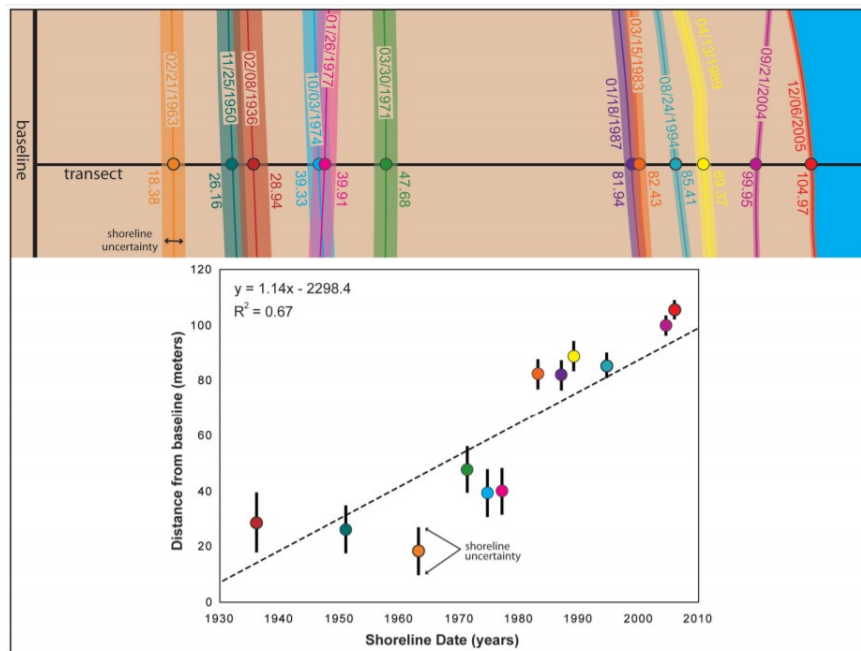 baseline
transect
shoreline
uncertainty
02/21/1963
18.38
11/25/1950
26.16
02/08/1936
28.94
10/03/1974
39.33
01/26/1977
39.91
03/30/1971
47.68
01/18/1987
81.94
03/15/1983
82.43
08/24/1994
85.41
04/13/1989
89.37
09/21/2004
99.95
12/06/2005
104.97
y = 1.14x - 2298.4
R² = 0.67
Distance from baseline (meters)
120
100
80
60
40
20
0
shoreline
uncertainty
1930 1940 1950 1960 1970 1980 1990 2000 2010
Shoreline Date (years)